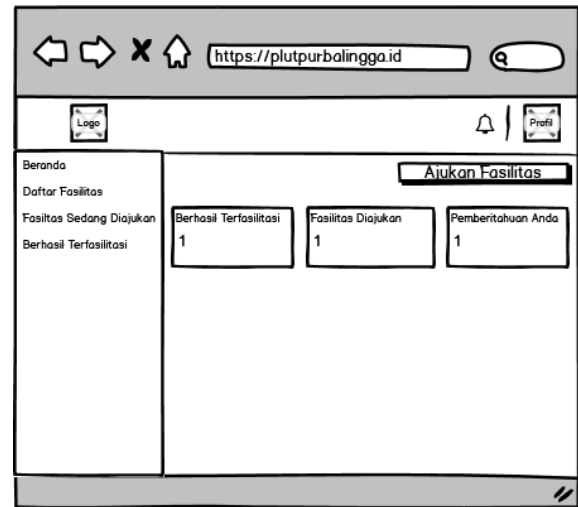 https://plutpurbalingga.id
Logo
Profil
Beranda
Daftar Fasilitas
Fasiltas Sedang Diajukan
Berhasil Terfasilitasi
Ajukan Fasilitas
Berhasil Terfasilitasi
1
Fasilitas Diajukan
1
Pemberitahuan Anda
1